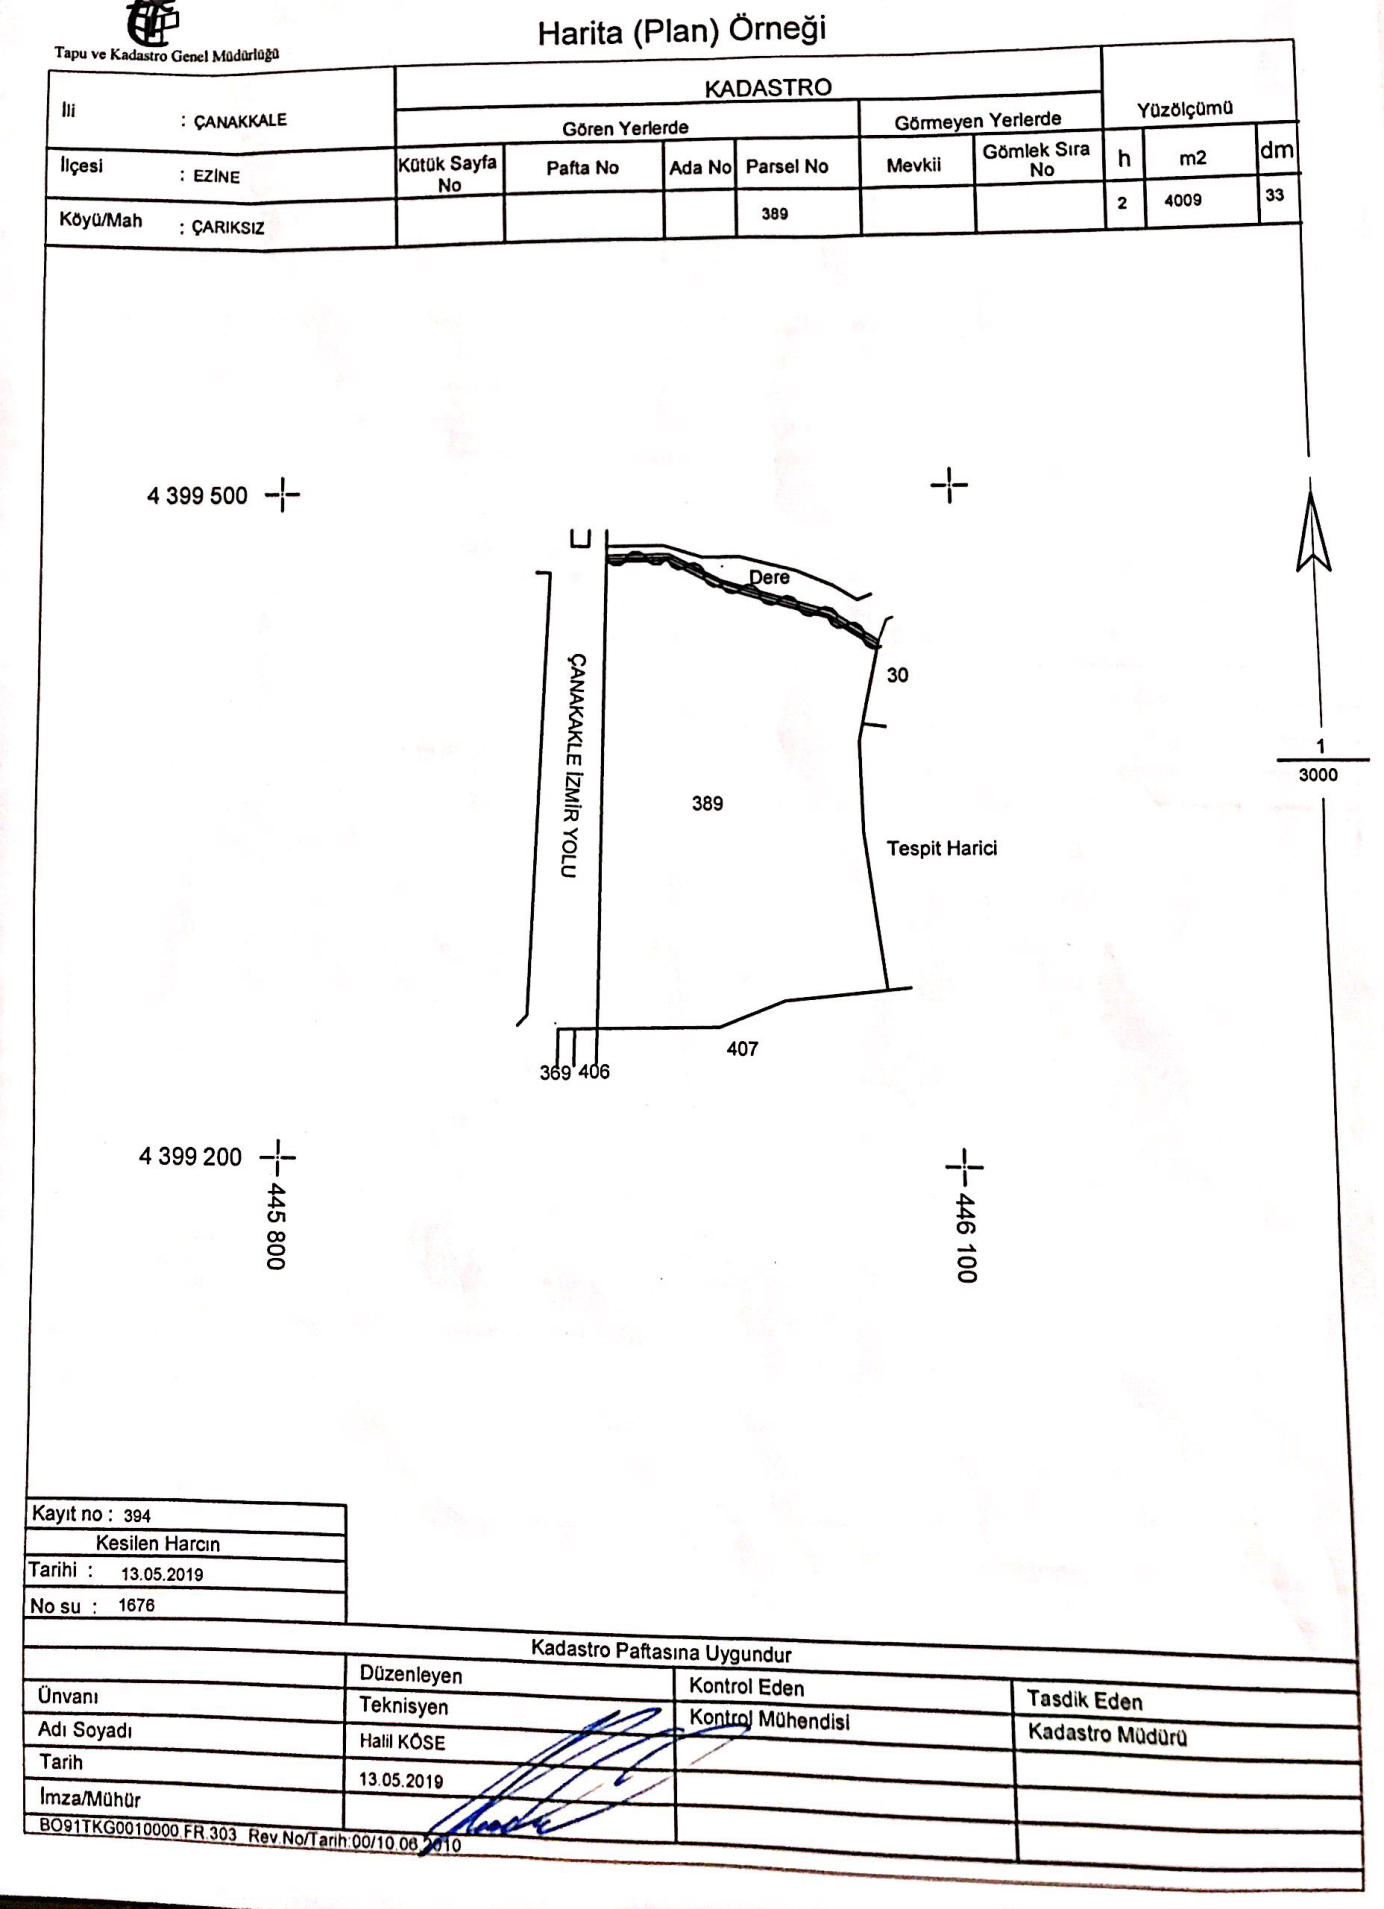 Harita (Plan) Örneği
Tapu ve Kadastro Genel Müdürlüğü
İli : ÇANAKKALE
İlçesi : EZİNE
Köyü/Mah : ÇARIKSIZ
KADASTRO
Gören Yerlerde
Görmeyen Yerlerde
Yüzölçümü
Kütük Sayfa No
Pafta No
Ada No
Parsel No
Mevkii
Gömlek Sıra No
h
m2
dm
389
2
4009
33
4 399 500
Dere
30
ÇANAKAKLE İZMİR YOLU
1
3000
389
Tespit Harici
407
369
406
4 399 200
445 800
446 100
Kayıt no : 394
Kesilen Harcın
Tarihi : 13.05.2019
No su : 1676
Kadastro Paftasına Uygundur
Düzenleyen
Kontrol Eden
Tasdik Eden
Ünvanı
Teknisyen
Kontrol Mühendisi
Kadastro Müdürü
Adı Soyadı
Halil KÖSE
Tarih
13.05.2019
İmza/Mühür
BO91TKG0010000.FR.303 Rev.No/Tarih:00/10.06.2010